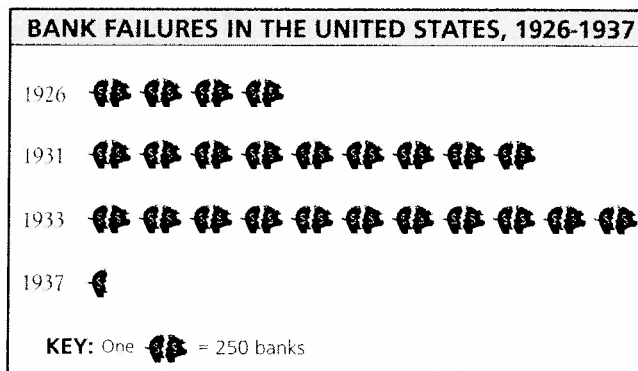 BANK FAILURES IN THE UNITED STATES, 1926-1937
1926
1931
1933
1937
KEY: One = 250 banks